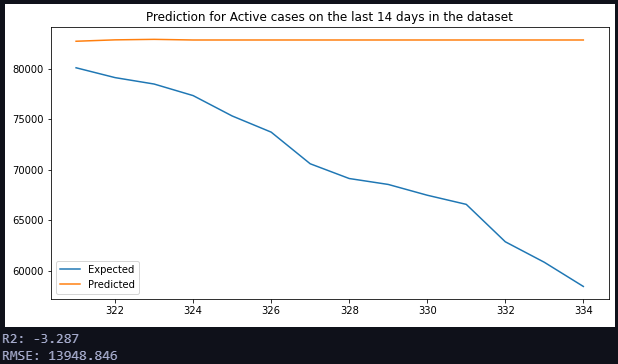 Prediction for Active cases on the last 14 days in the dataset
80000
75000
70000
65000
60000
Expected
Predicted
322 324 326 328 330 332 334
R2: -3.287
RMSE: 13948.846